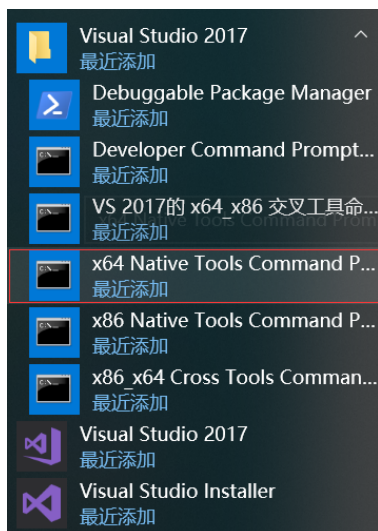 Visual Studio 2017
最近添加
Debuggable Package Manager
最近添加
Developer Command Prompt...
最近添加
VS 2017的 x64_x86 交叉工具命...
最近添加
x64 Native Tools Command P...
最近添加
x86 Native Tools Command P...
最近添加
x86_x64 Cross Tools Comman...
最近添加
Visual Studio 2017
最近添加
Visual Studio Installer
最近添加